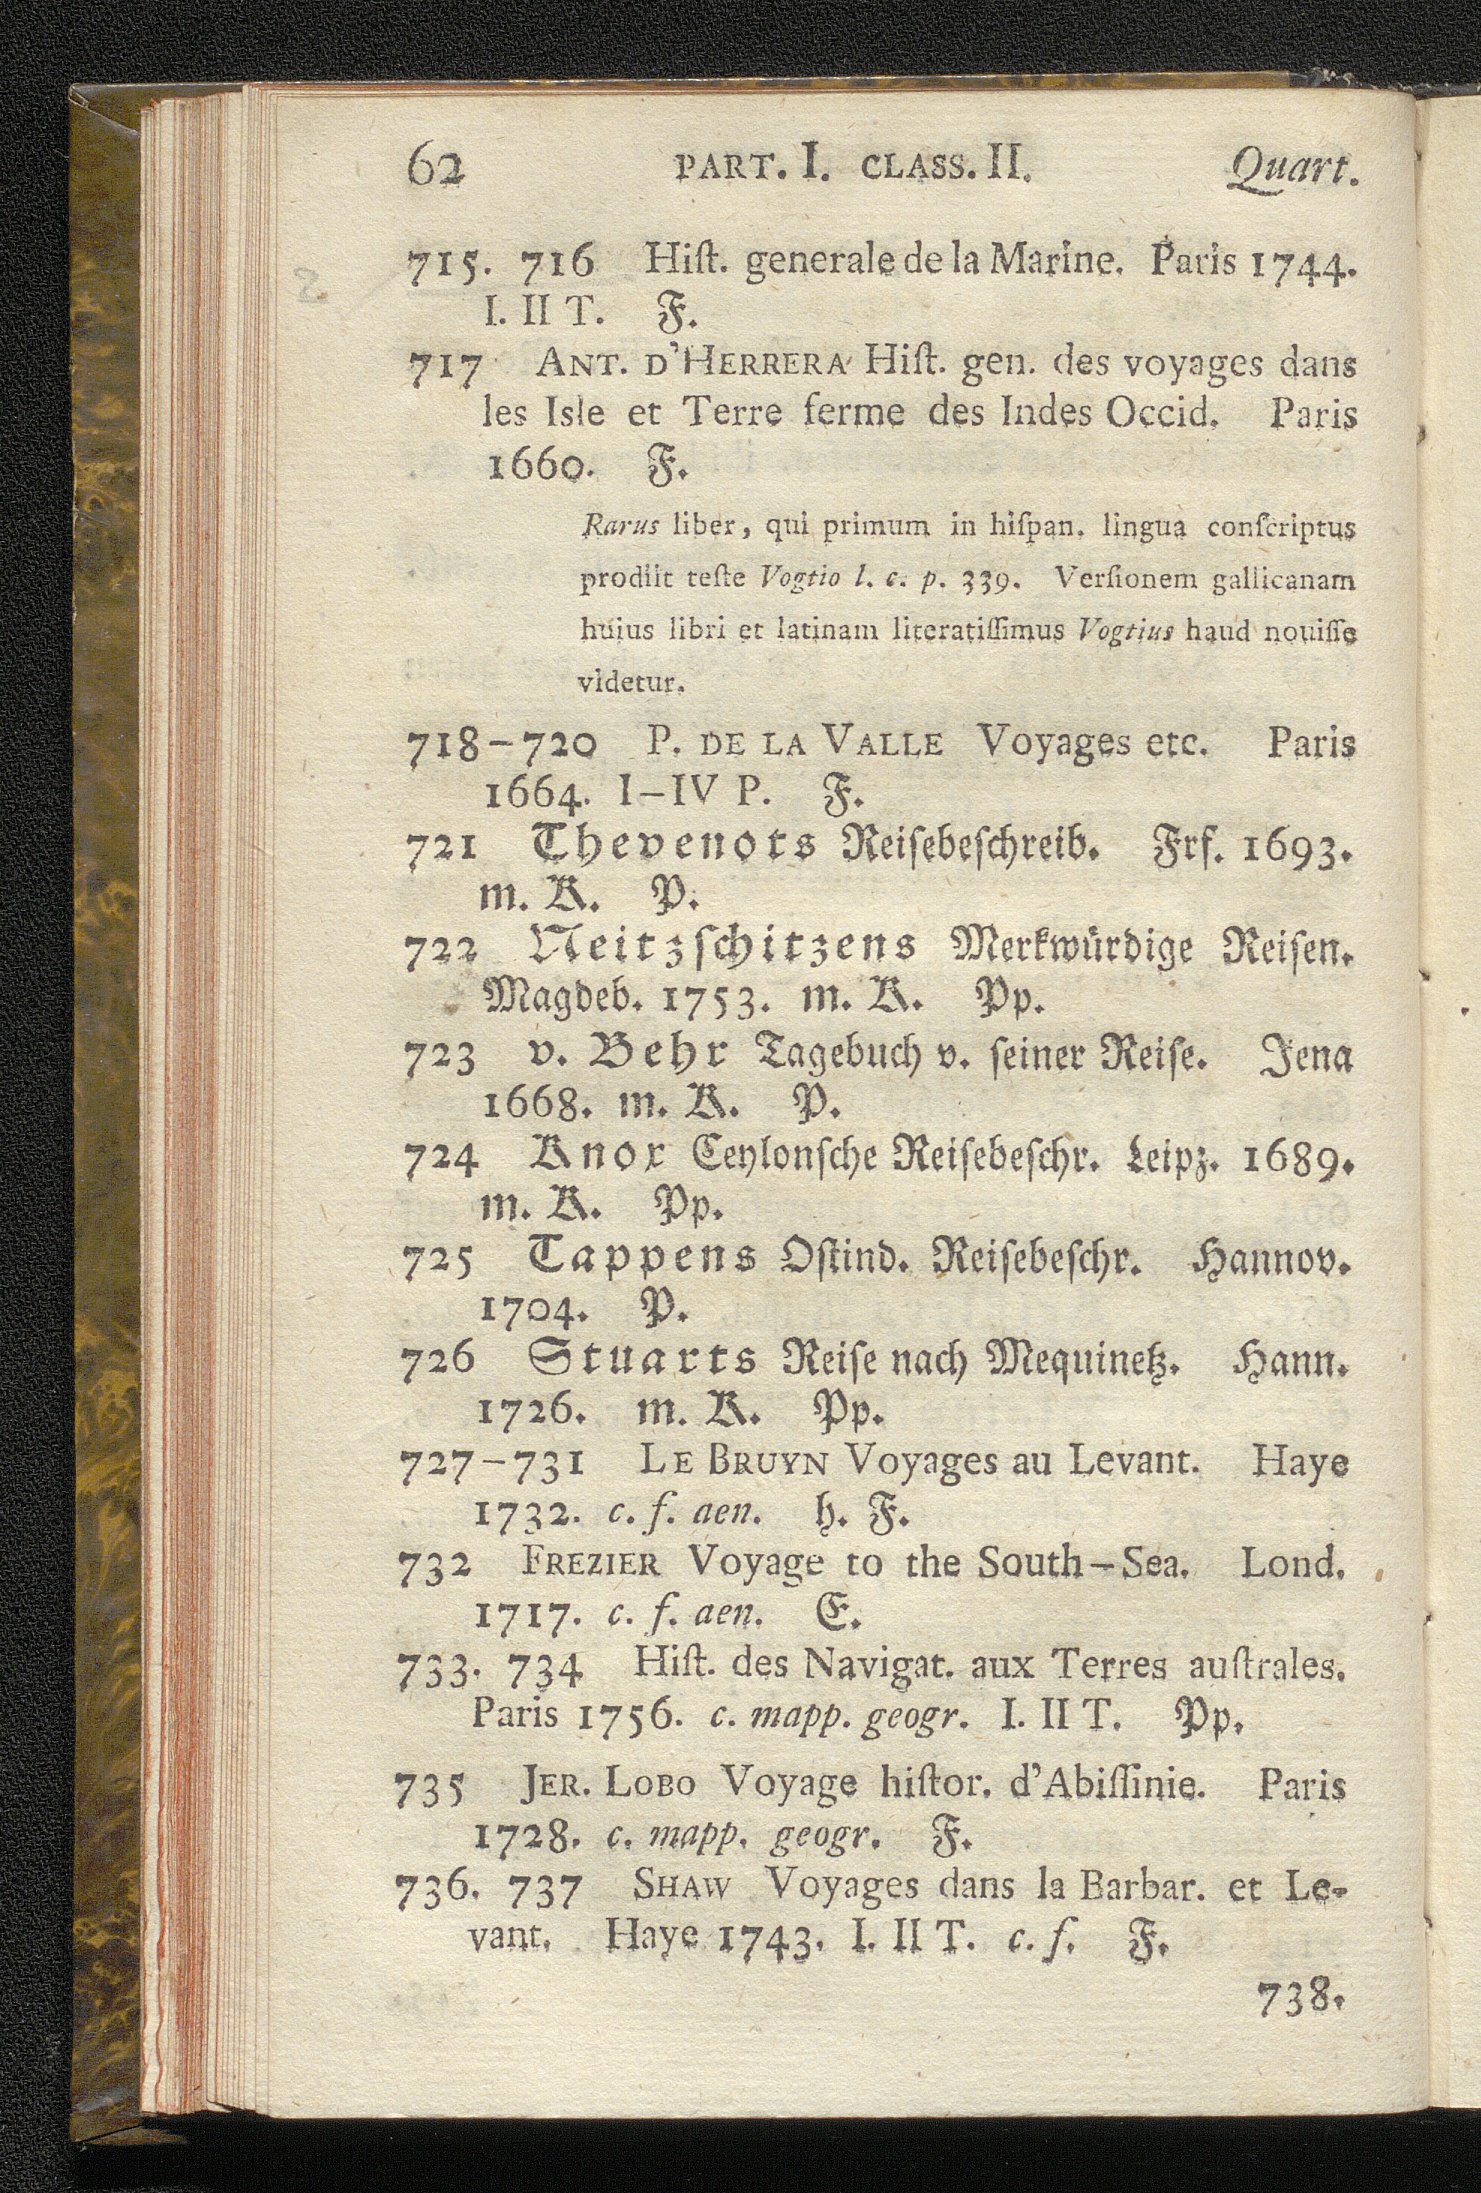 62 PART. I. CLASS. II. Quart.
2.
715. 716 Hiſt. generale de la Marine. Paris 1744.
I. II T. F.
717 ANT. D'HERRERA Hiſt. gen. des voyages dans
les Isle et Terre ferme des Indes Occid. Paris
1660. F.
Rarus liber, qui primum in hiſpan. lingua conſcriptus
prodiit teſte Vogtio l. c. p. 339. Verſionem gallicanam
huius libri et latinam literatiſſimus Vogtius haud nouiſſe
videtur.
718-720 P. DE LA VALLE Voyages etc. Paris
1664. I-IV P. F.
721 Thevenots Reiſebeſchreib. Frf. 1693.
m. K. P.
722 Neitzſchitzens Merkwürdige Reiſen.
Magdeb. 1753. m. K. Pp.
723 v. Behr Tagebuch v. ſeiner Reiſe. Jena
1668. m. K. P.
724 Knox Ceylonſche Reiſebeſchr. Leipz. 1689.
m. K. Pp.
725 Tappens Oſtind. Reiſebeſchr. Hannov.
1704. P.
726 Stuarts Reiſe nach Mequinetz. Hann.
1726. m. K. Pp.
727-731 LE BRUYN Voyages au Levant. Haye
1732. c. f. aen. h. F.
732 FREZIER Voyage to the South-Sea. Lond.
1717. c. f. aen. E.
733. 734 Hiſt. des Navigat. aux Terres auſtrales.
Paris 1756. c. mapp. geogr. I. II T. Pp.
735 JER. LOBO Voyage hiſtor. d'Abiſſinie. Paris
1728. c. mapp. geogr. F.
736. 737 SHAW Voyages dans la Barbar. et Le-
vant. Haye 1743. I. II T. c. f. F.
738.